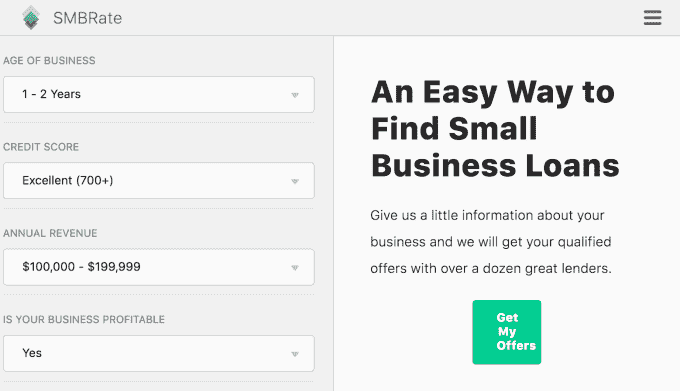 SMBRate
AGE OF BUSINESS
1 - 2 Years
CREDIT SCORE
Excellent (700+)
ANNUAL REVENUE
$100,000 - $199,999
IS YOUR BUSINESS PROFITABLE
Yes
An Easy Way to
Find Small
Business Loans
Give us a little information about your
business and we will get your qualified
offers with over a dozen great lenders.
Get
My
Offers